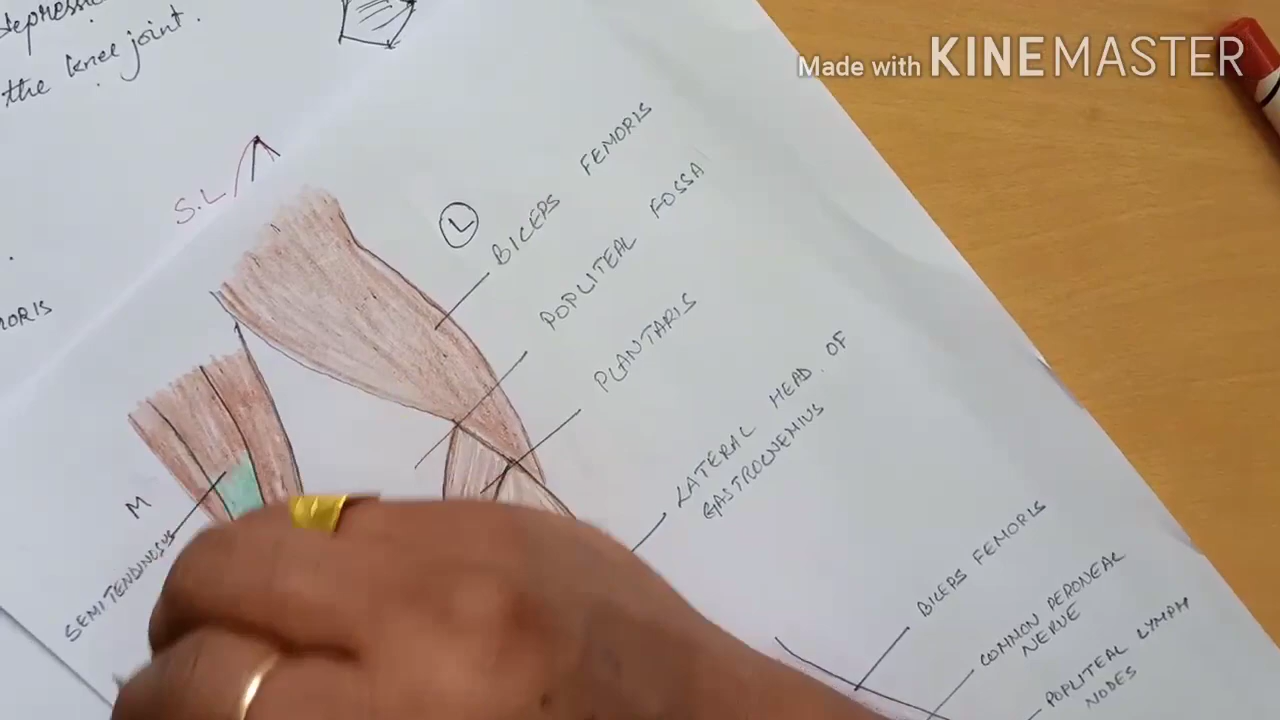 depressi
the knee joint.
Made with KINEMASTER
S.L
L
BICEPS FEMORIS
POPLITEAL FOSSA
PLANTARIS
LATERAL HEAD OF
GASTROCNEMIUS
M
SEMITENDINOSUS
BICEPS FEMORIS
COMMON PERONEAL
NERVE
POPLITEAL LYMPH
NODES